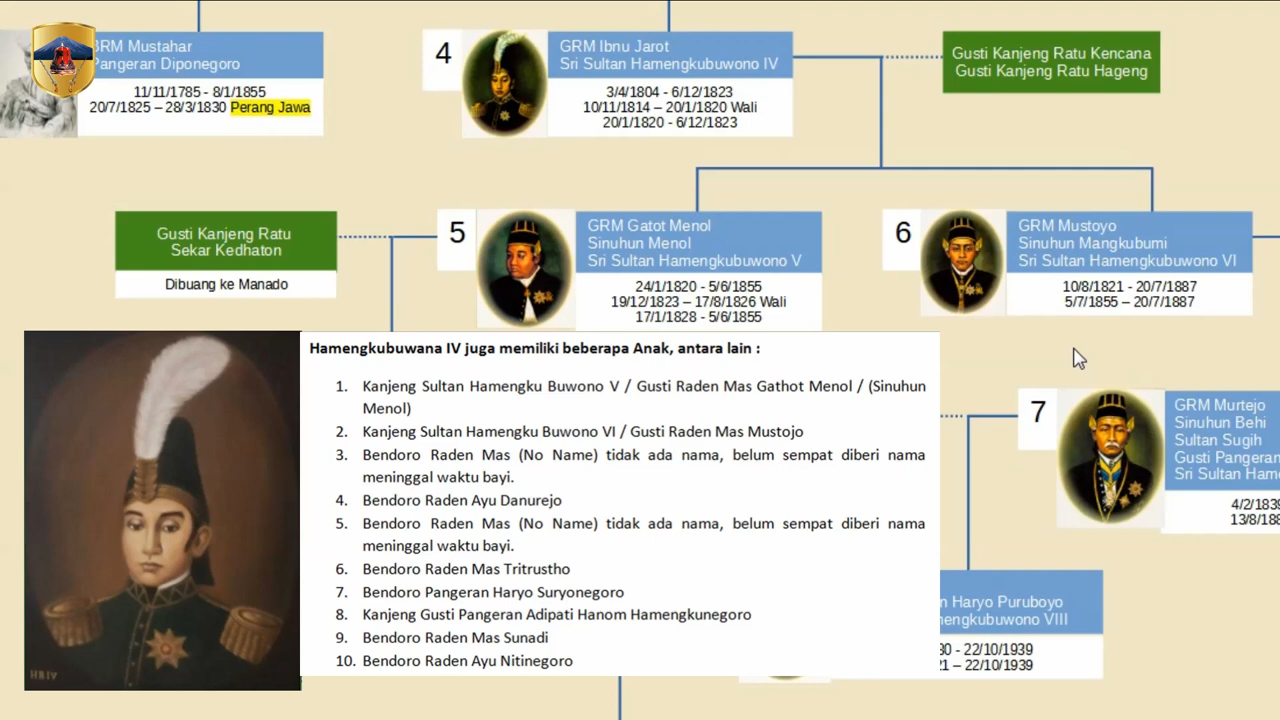 GRM Mustahar
Pangeran Diponegoro
11/11/1785 - 8/1/1855
20/7/1825 – 28/3/1830 Perang Jawa
4
GRM Ibnu Jarot
Sri Sultan Hamengkubuwono IV
3/4/1804 - 6/12/1823
10/11/1814 – 20/1/1820 Wali
20/1/1820 - 6/12/1823
Gusti Kanjeng Ratu Kencana
Gusti Kanjeng Ratu Hageng
Gusti Kanjeng Ratu
Sekar Kedhaton
Dibuang ke Manado
5
GRM Gatot Menol
Sinuhun Menol
Sri Sultan Hamengkubuwono V
24/1/1820 - 5/6/1855
19/12/1823 – 17/8/1826 Wali
17/1/1828 - 5/6/1855
6
GRM Mustoyo
Sinuhun Mangkubumi
Sri Sultan Hamengkubuwono VI
10/8/1821 - 20/7/1887
5/7/1855 – 20/7/1887
Hamengkubuwana IV juga memiliki beberapa Anak, antara lain :
1. Kanjeng Sultan Hamengku Buwono V / Gusti Raden Mas Gathot Menol / (Sinuhun
Menol)
2. Kanjeng Sultan Hamengku Buwono VI / Gusti Raden Mas Mustojo
3. Bendoro Raden Mas (No Name) tidak ada nama, belum sempat diberi nama
meninggal waktu bayi.
4. Bendoro Raden Ayu Danurejo
5. Bendoro Raden Mas (No Name) tidak ada nama, belum sempat diberi nama
meninggal waktu bayi.
6. Bendoro Raden Mas Tritrustho
7. Bendoro Pangeran Haryo Suryonegoro
8. Kanjeng Gusti Pangeran Adipati Hanom Hamengkunegoro
9. Bendoro Raden Mas Sunadi
10. Bendoro Raden Ayu Nitinegoro
HB IV
7
GRM Murtejo
Sinuhun Behi
Sultan Sugih
Gusti Pangeran
Sri Sultan Hame
4/2/1839
13/8/188
n Haryo Puruboyo
engkubuwono VIII
30 - 22/10/1939
21 – 22/10/1939